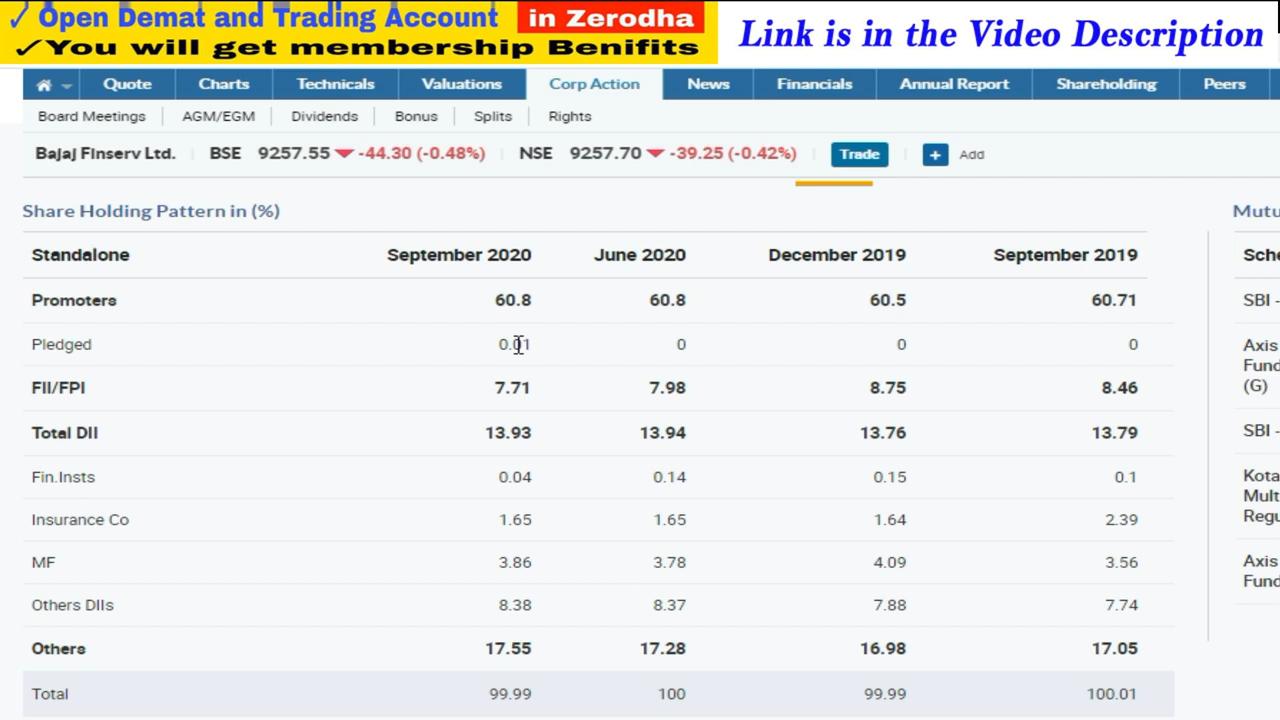 ✓ Open Demat and Trading Account in Zerodha
✓You will get membership Benifits
Link is in the Video Description
Quote Charts Technicals Valuations Corp Action News Financials Annual Report Shareholding Peers
Board Meetings AGM/EGM Dividends Bonus Splits Rights
Bajaj Finserv Ltd. BSE 9257.55 -44.30 (-0.48%) NSE 9257.70 -39.25 (-0.42%) Trade + Add
Share Holding Pattern in (%)
Standalone September 2020 June 2020 December 2019 September 2019
Promoters 60.8 60.8 60.5 60.71
Pledged 0.01 0 0 0
FII/FPI 7.71 7.98 8.75 8.46
Total DII 13.93 13.94 13.76 13.79
Fin.Insts 0.04 0.14 0.15 0.1
Insurance Co 1.65 1.65 1.64 2.39
MF 3.86 3.78 4.09 3.56
Others DIIs 8.38 8.37 7.88 7.74
Others 17.55 17.28 16.98 17.05
Total 99.99 100 99.99 100.01
SBI -
Axis
(G)
SBI -
Axis